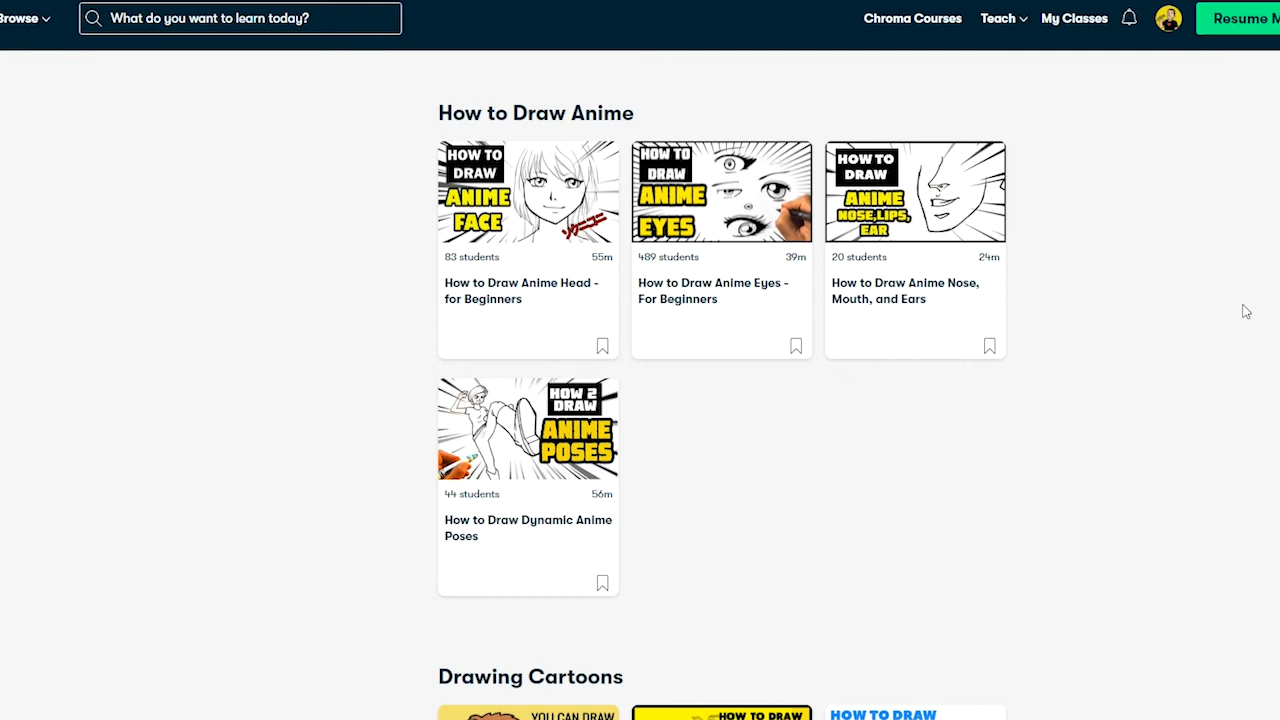 Browse
What do you want to learn today?
Chroma Courses
Teach
My Classes
Resume M
How to Draw Anime
HOW TO
DRAW
ANIME
FACE
83 students
55m
How to Draw Anime Head -
for Beginners
HOW TO
DRAW
ANIME
EYES
489 students
39m
How to Draw Anime Eyes -
For Beginners
HOW TO
DRAW
ANIME
NOSE,LIPS,
EAR
20 students
24m
How to Draw Anime Nose,
Mouth, and Ears
HOW 2
DRAW
ANIME
POSES
44 students
56m
How to Draw Dynamic Anime
Poses
Drawing Cartoons
YOU CAN DRAW
HOW TO DRAW
HOW TO DRAW